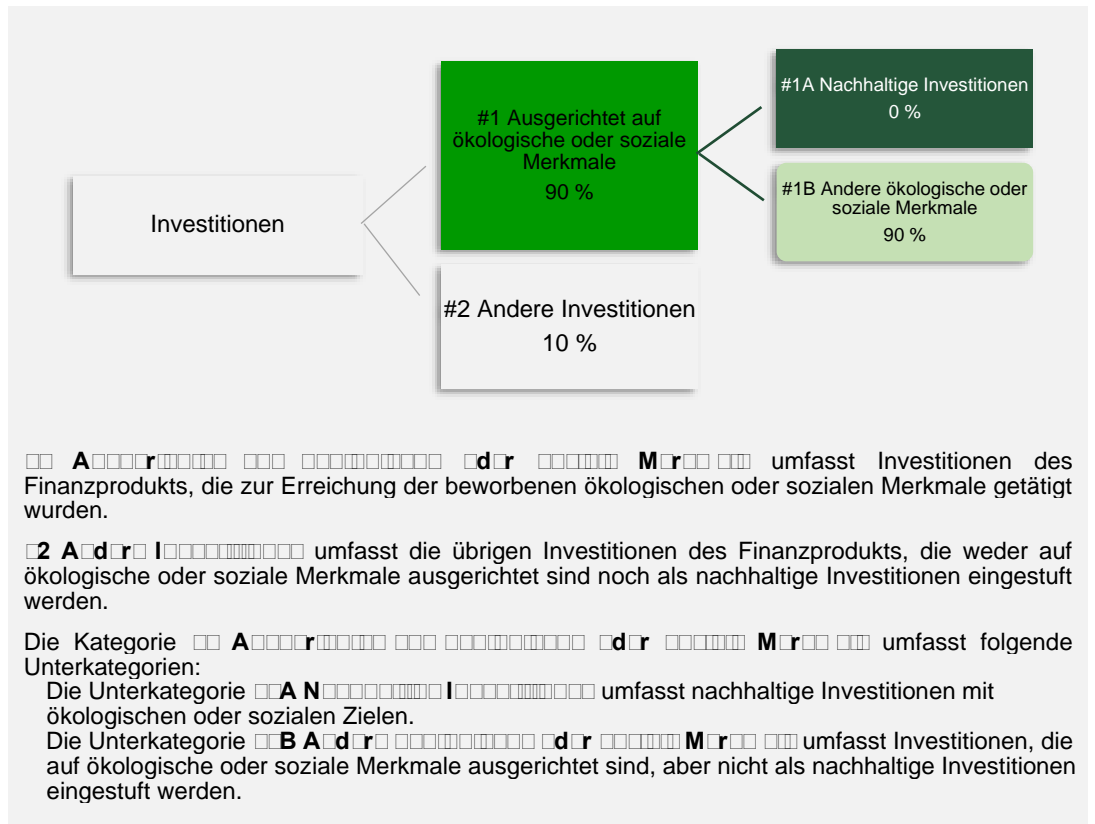 #1A Nachhaltige Investitionen
0 %
#1 Ausgerichtet auf
ökologische oder soziale
Merkmale
90 %
#1B Andere ökologische oder
soziale Merkmale
90 %
Investitionen
#2 Andere Investitionen
10 %
umfasst Investitionen des
Finanzprodukts, die zur Erreichung der beworbenen ökologischen oder sozialen Merkmale getätigt
wurden.
umfasst die übrigen Investitionen des Finanzprodukts, die weder auf
ökologische oder soziale Merkmale ausgerichtet sind noch als nachhaltige Investitionen eingestuft
werden.
Die Kategorie umfasst folgende
Unterkategorien:
Die Unterkategorie umfasst nachhaltige Investitionen mit
ökologischen oder sozialen Zielen.
Die Unterkategorie umfasst Investitionen, die
auf ökologische oder soziale Merkmale ausgerichtet sind, aber nicht als nachhaltige Investitionen
eingestuft werden.